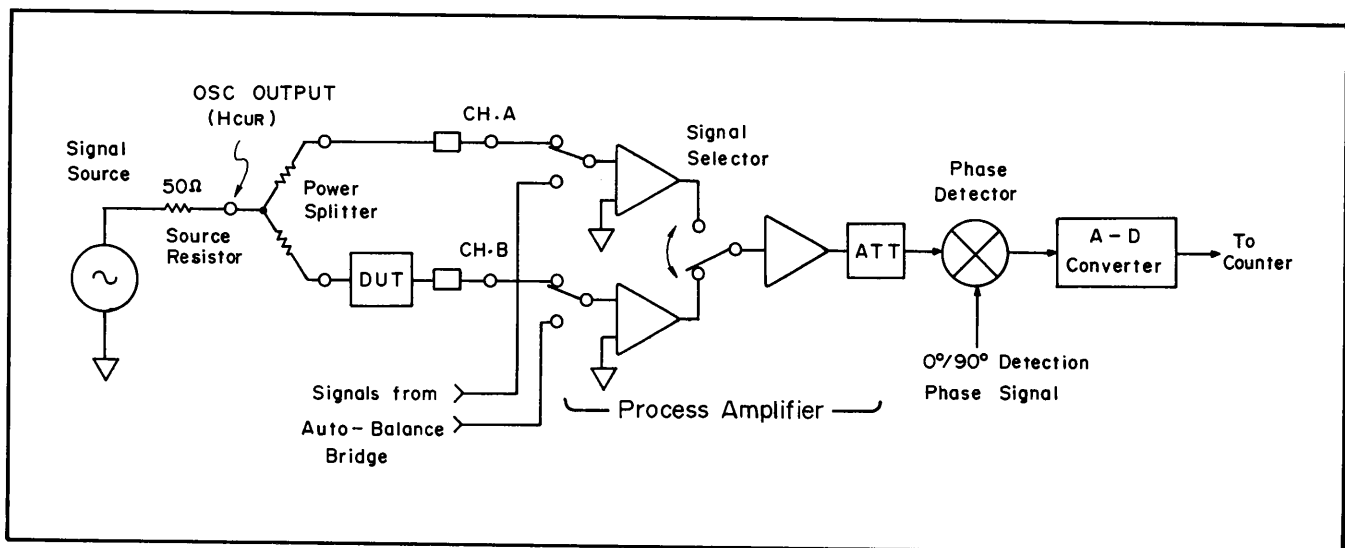 OSC OUTPUT
(HCUR)
Signal
Source
50Ω
Source
Resistor
Power
Splitter
CH.A
CH.B
DUT
Signal
Selector
Phase
Detector
ATT
A-D
Converter
To
Counter
0°/90° Detection
Phase Signal
Signals from
Auto-Balance
Bridge
Process Amplifier